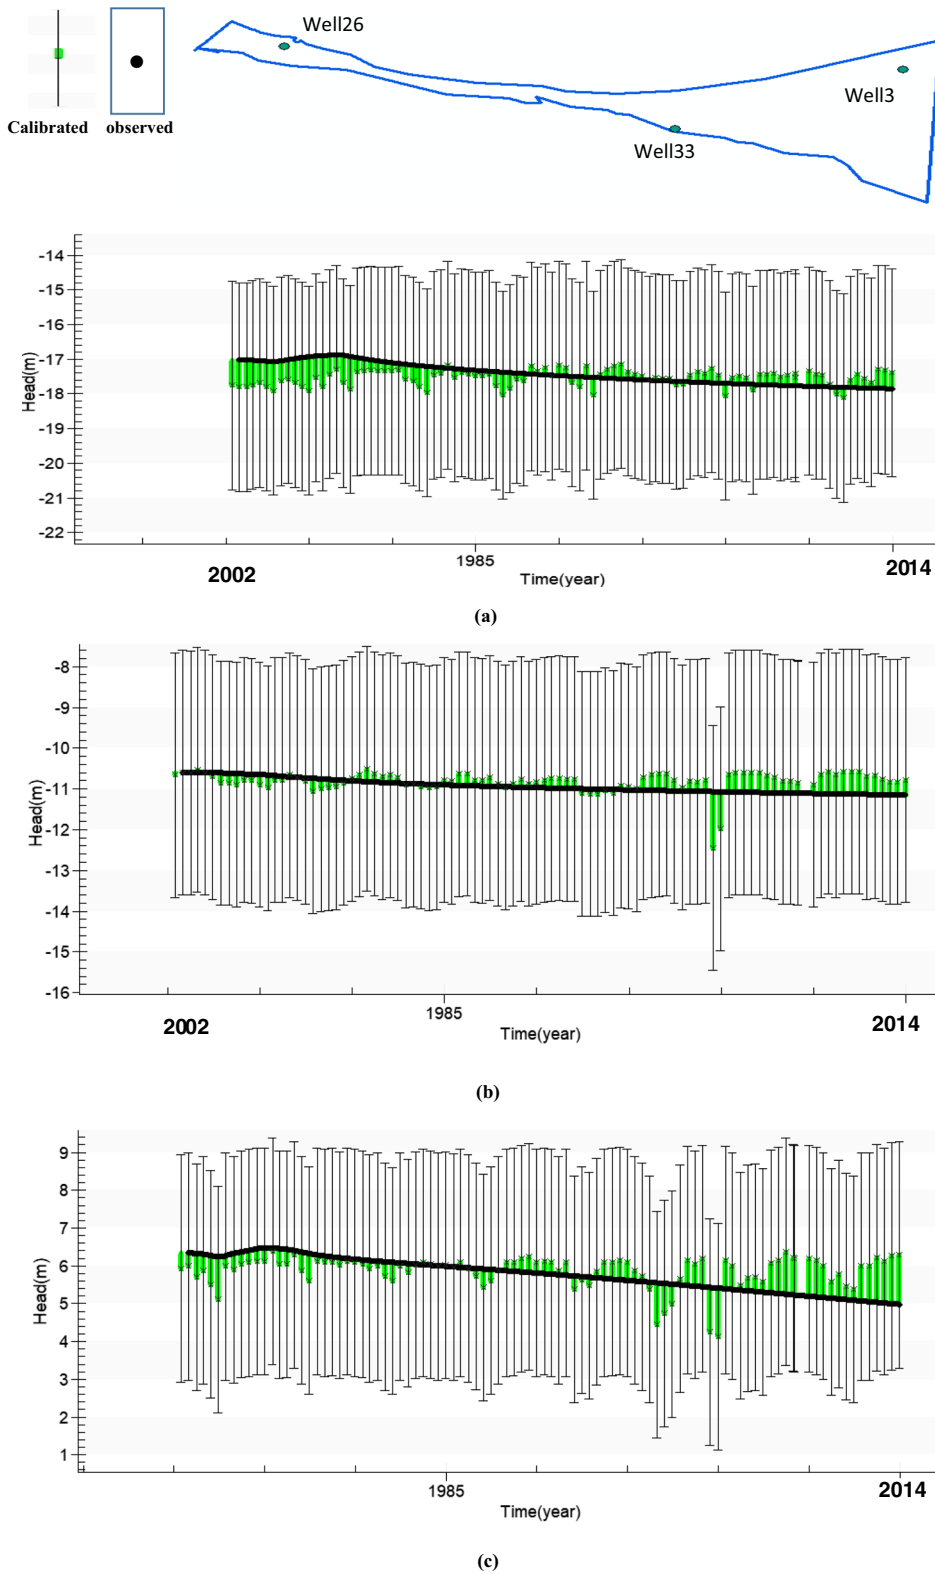 Well26
Well3
Well33
Calibrated observed
-14
-15
-16
-17
-18
-19
-20
-21
-22
Head(m)
2002 1985 2014
Time(year)
(a)
-8
-9
-10
-11
-12
-13
-14
-15
-16
Head(m)
2002 1985 2014
Time(year)
(b)
9
8
7
6
5
4
3
2
1
Head(m)
1985 2014
Time(year)
(c)